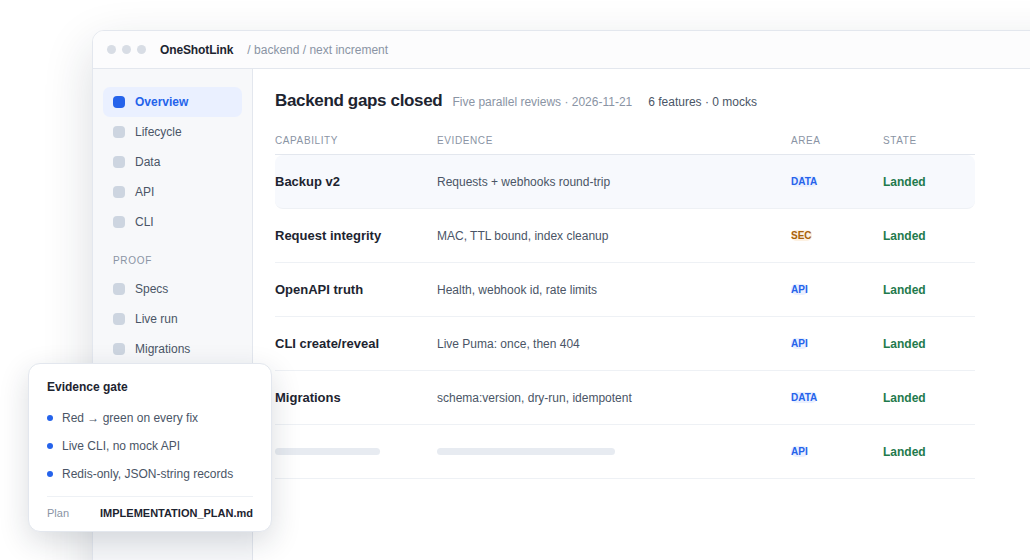 OneShotLink / backend / next increment
Overview
Lifecycle
Data
API
CLI
PROOF
Specs
Live run
Migrations
Backend gaps closed Five parallel reviews · 2026-11-21 6 features · 0 mocks
CAPABILITY EVIDENCE AREA STATE
Backup v2 Requests + webhooks round-trip DATA Landed
Request integrity MAC, TTL bound, index cleanup SEC Landed
OpenAPI truth Health, webhook id, rate limits API Landed
CLI create/reveal Live Puma: once, then 404 API Landed
Migrations schema:version, dry-run, idempotent DATA Landed
API Landed
Evidence gate
Red → green on every fix
Live CLI, no mock API
Redis-only, JSON-string records
Plan IMPLEMENTATION_PLAN.md